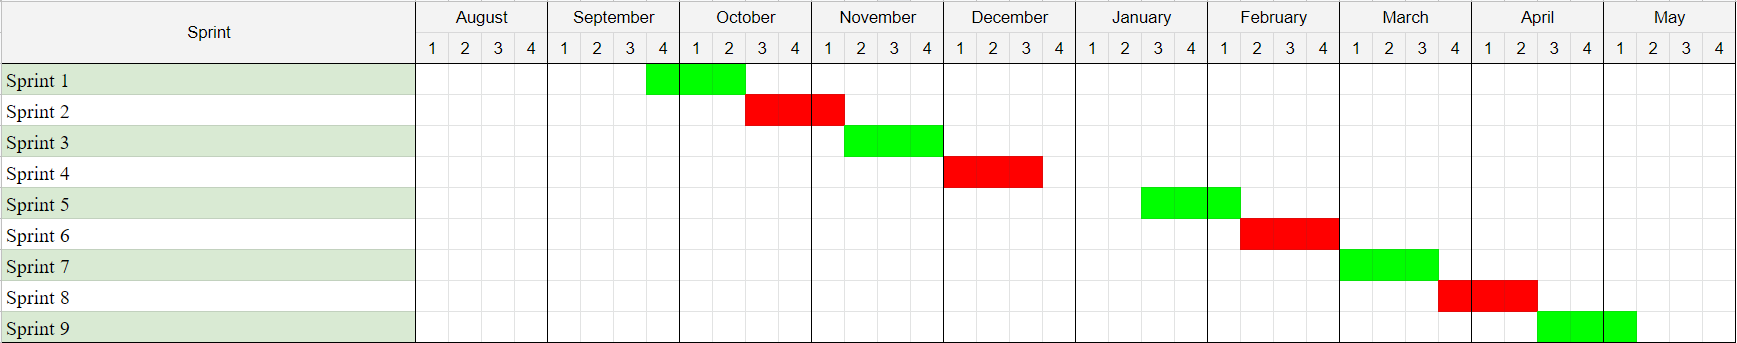 Sprint August September October November December January February March April May
1 2 3 4 1 2 3 4 1 2 3 4 1 2 3 4 1 2 3 4 1 2 3 4 1 2 3 4 1 2 3 4 1 2 3 4 1 2 3 4
Sprint 1
Sprint 2
Sprint 3
Sprint 4
Sprint 5
Sprint 6
Sprint 7
Sprint 8
Sprint 9